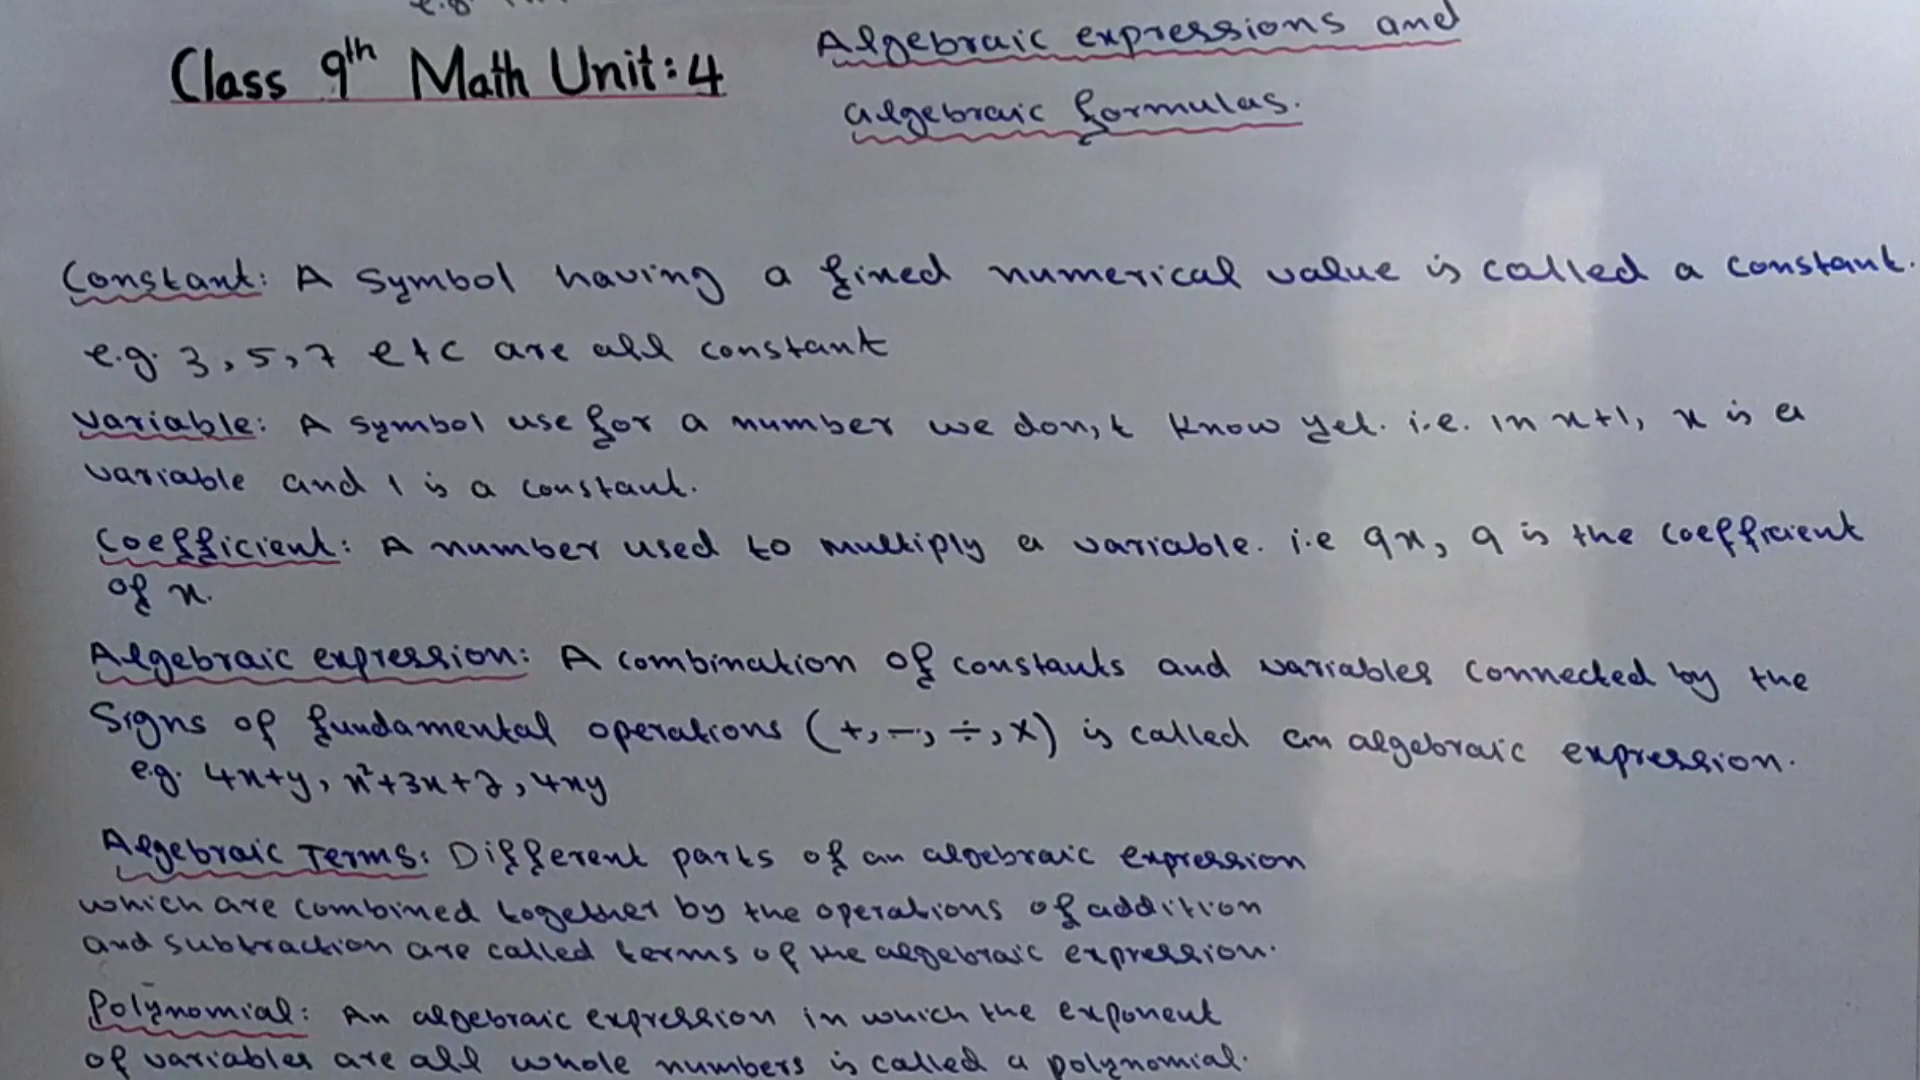 e.g
Class 9th Math Unit:4
Algebraic expressions and
algebraic formulas.
Constant: A symbol having a fixed numerical value is called a constant.
e.g. 3, 5, 7 etc are all constant
Variable: A symbol use for a number we don,t know yet. i.e. in x+1, x is a
variable and 1 is a constant.
Coefficient: A number used to multiply a variable. i.e 9x, 9 is the coefficient
of x.
Algebraic expression: A combination of constants and variables connected by the
Signs of fundamental operations (+, -, ÷, x) is called an algebraic expression.
e.g. 4x+y, x²+3x+2, 4xy
Algebraic Terms: Different parts of an algebraic expression
which are combined together by the operations of addition
and subtraction are called terms of the algebraic expression.
Polynomial: An algebraic expression in which the exponent
of variables are all whole numbers is called a polynomial.